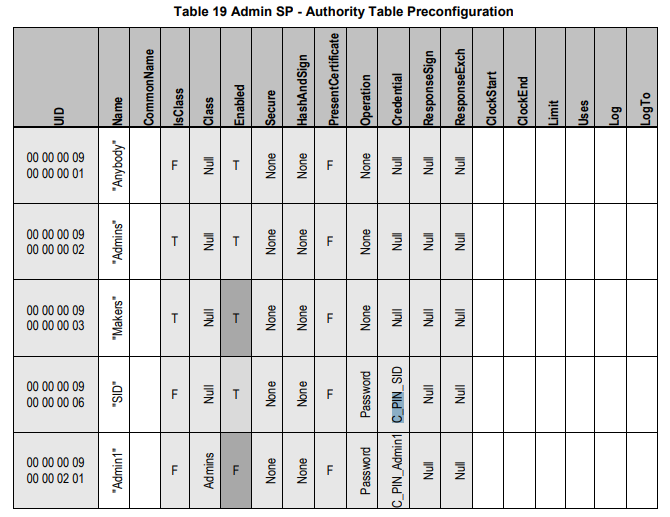 Table 19 Admin SP - Authority Table Preconfiguration
UID Name CommonName IsClass Class Enabled Secure HashAndSign PresentCertificate Operation Credential ResponseSign ResponseExch ClockStart ClockEnd Limit Uses Log LogTo
00 00 00 09
00 00 00 01
"Anybody" F Null T None None F None Null Null Null
00 00 00 09
00 00 00 02
"Admins" T Null T None None F None Null Null Null
00 00 00 09
00 00 00 03
"Makers" T Null T None None F None Null Null Null
00 00 00 09
00 00 00 06
"SID" F Null T None None F Password C_PIN_SID Null Null
00 00 00 09
00 00 02 01
"Admin1" F Admins F None None F Password C_PIN_Admin1 Null Null